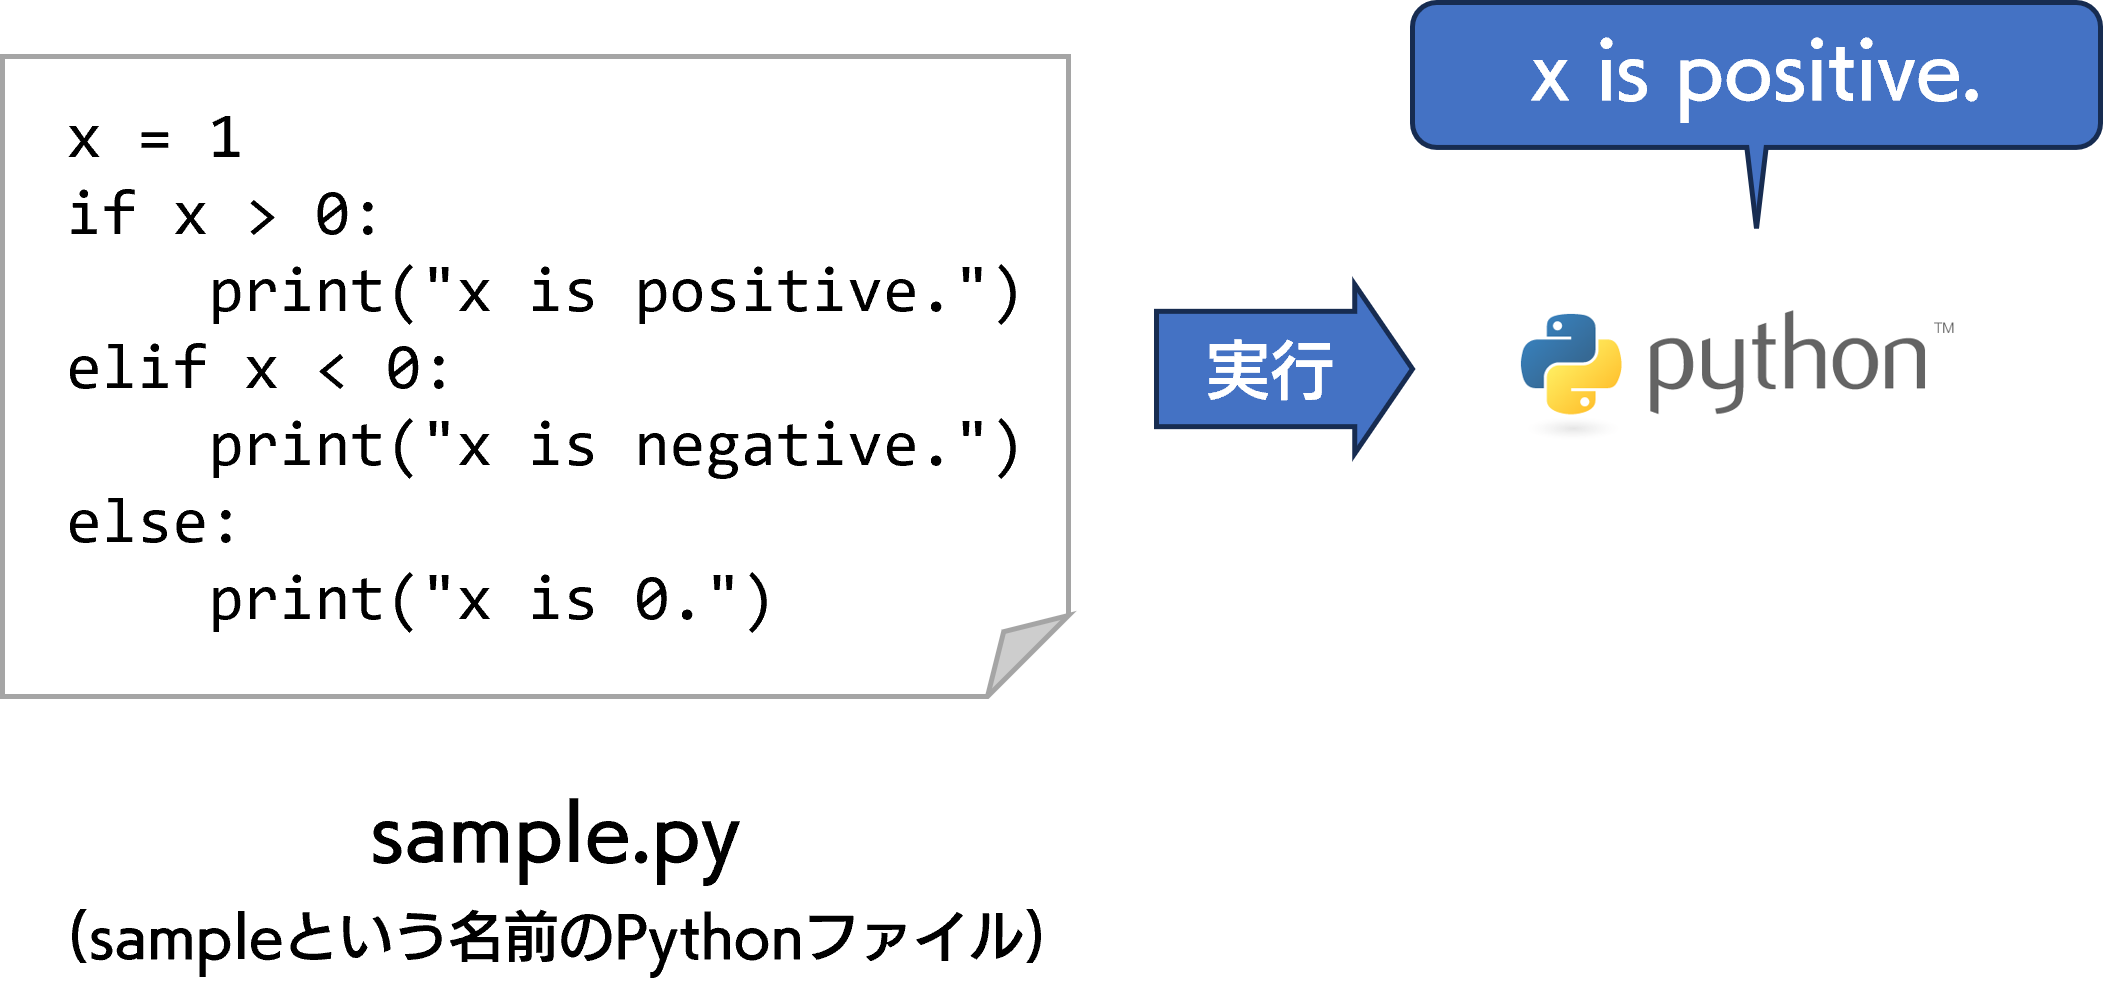 x = 1
if x > 0:
    print("x is positive.")
elif x < 0:
    print("x is negative.")
else:
    print("x is 0.")
sample.py
(sampleという名前のPythonファイル)
実行
x is positive.
python™